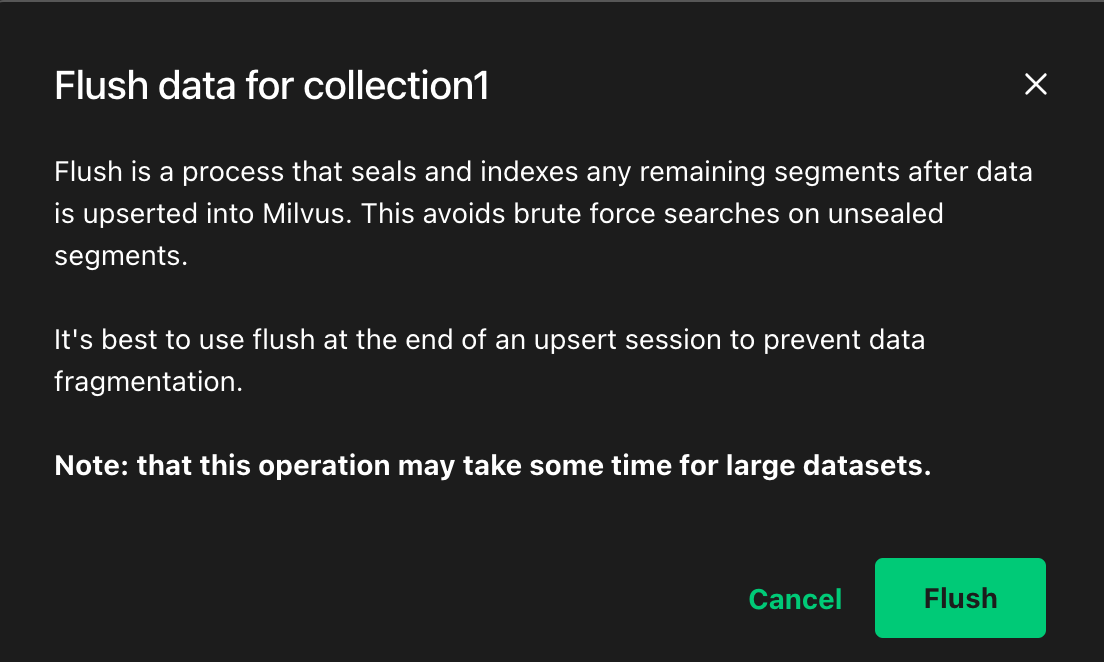 Flush data for collection1
Flush is a process that seals and indexes any remaining segments after data
is upserted into Milvus. This avoids brute force searches on unsealed
segments.
It's best to use flush at the end of an upsert session to prevent data
fragmentation.
Note: that this operation may take some time for large datasets.
Cancel
Flush